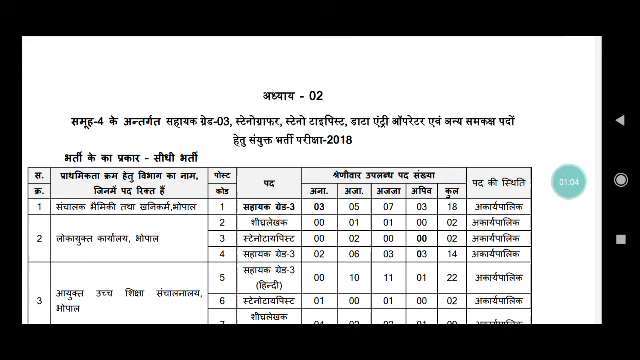 अध्याय - 02
समूह-4 के अन्तर्गत सहायक ग्रेड-03, स्टेनोग्राफर, स्टेनो टाइपिस्ट, डाटा एंट्री ऑपरेटर एवं अन्य समकक्ष पदों
हेतु संयुक्त भर्ती परीक्षा-2018
भर्ती के का प्रकार – सीधी भर्ती
स. क्र. प्राथमिकता क्रम हेतु विभाग का नाम, जिनमें पद रिक्त हैं पोस्ट कोड पद श्रेणीवार उपलब्ध पद संख्या पद की स्थिति
अना. अजा. अजजा अपिव कुल
1 संचालक भैमिकी तथा खनिकर्म,भोपाल 1 सहायक ग्रेड-3 03 05 07 03 18 अकार्यपालिक
2 लोकायुक्त कार्यालय, भोपाल 2 शीघ्रलेखक 00 01 01 00 02 अकार्यपालिक
3 स्टेनोटायपिस्ट 00 02 00 00 02 अकार्यपालिक
4 सहायक ग्रेड-3 02 06 03 03 14 अकार्यपालिक
3 आयुक्त उच्च शिक्षा संचालनालय, भोपाल 5 सहायक ग्रेड-3 (हिन्दी) 00 10 11 01 22 अकार्यपालिक
6 स्टेनोटायपिस्ट 01 00 01 00 02 अकार्यपालिक
शीघ्रलेखक
01:04